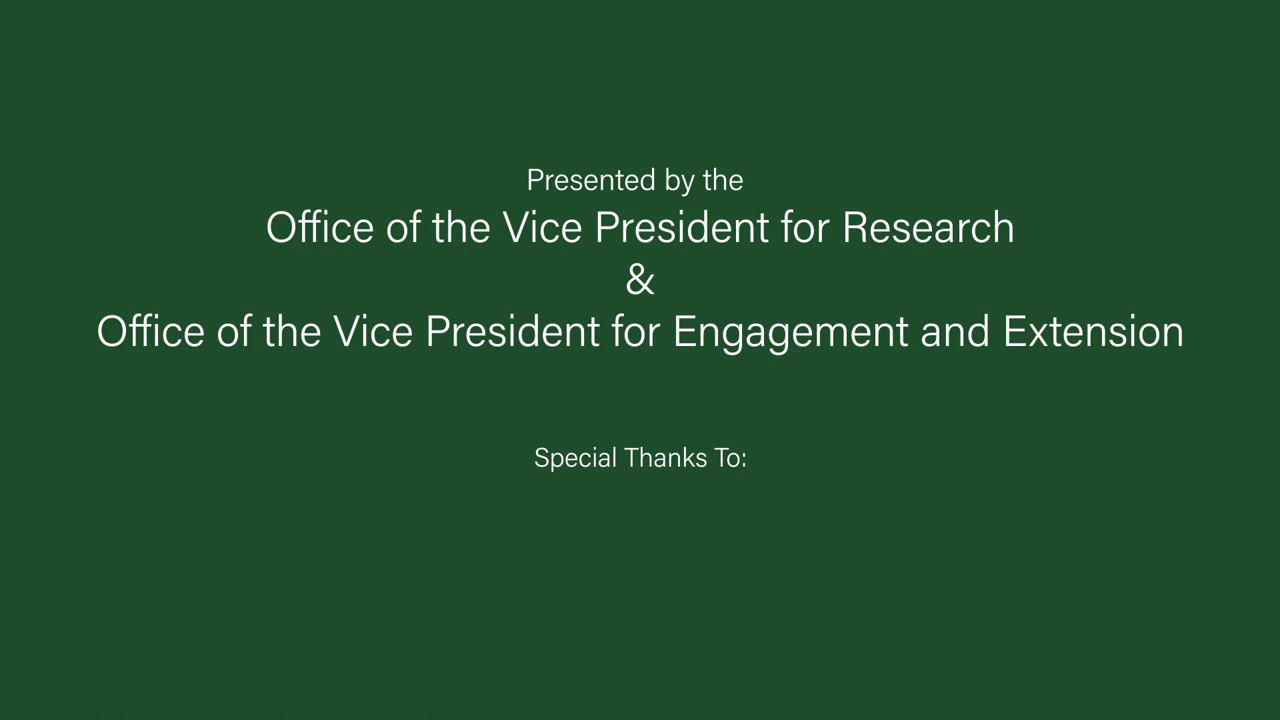 Presented by the
Office of the Vice President for Research
&
Office of the Vice President for Engagement and Extension
Special Thanks To: